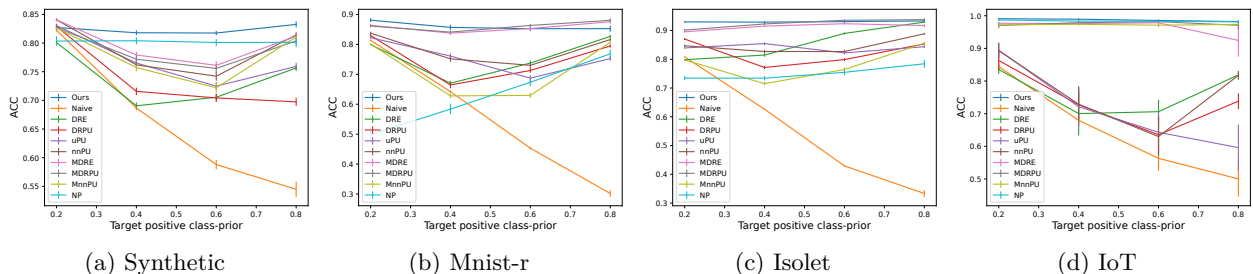 0.85
0.80
0.75
0.70
0.65
0.60
0.55
ACC
Ours
Naive
DRE
DRPU
uPU
nnPU
MDRE
MDRPU
MnnPU
NP
0.2 0.3 0.4 0.5 0.6 0.7 0.8
Target positive class-prior
(a) Synthetic
0.9
0.8
0.7
0.6
0.5
0.4
0.3
ACC
Ours
Naive
DRE
DRPU
uPU
nnPU
MDRE
MDRPU
MnnPU
NP
0.2 0.3 0.4 0.5 0.6 0.7 0.8
Target positive class-prior
(b) Mnist-r
0.9
0.8
0.7
0.6
0.5
0.4
0.3
ACC
Ours
Naive
DRE
DRPU
uPU
nnPU
MDRE
MDRPU
MnnPU
NP
0.2 0.3 0.4 0.5 0.6 0.7 0.8
Target positive class-prior
(c) Isolet
1.0
0.9
0.8
0.7
0.6
0.5
ACC
Ours
Naive
DRE
DRPU
uPU
nnPU
MDRE
MDRPU
MnnPU
NP
0.2 0.3 0.4 0.5 0.6 0.7 0.8
Target positive class-prior
(d) IoT